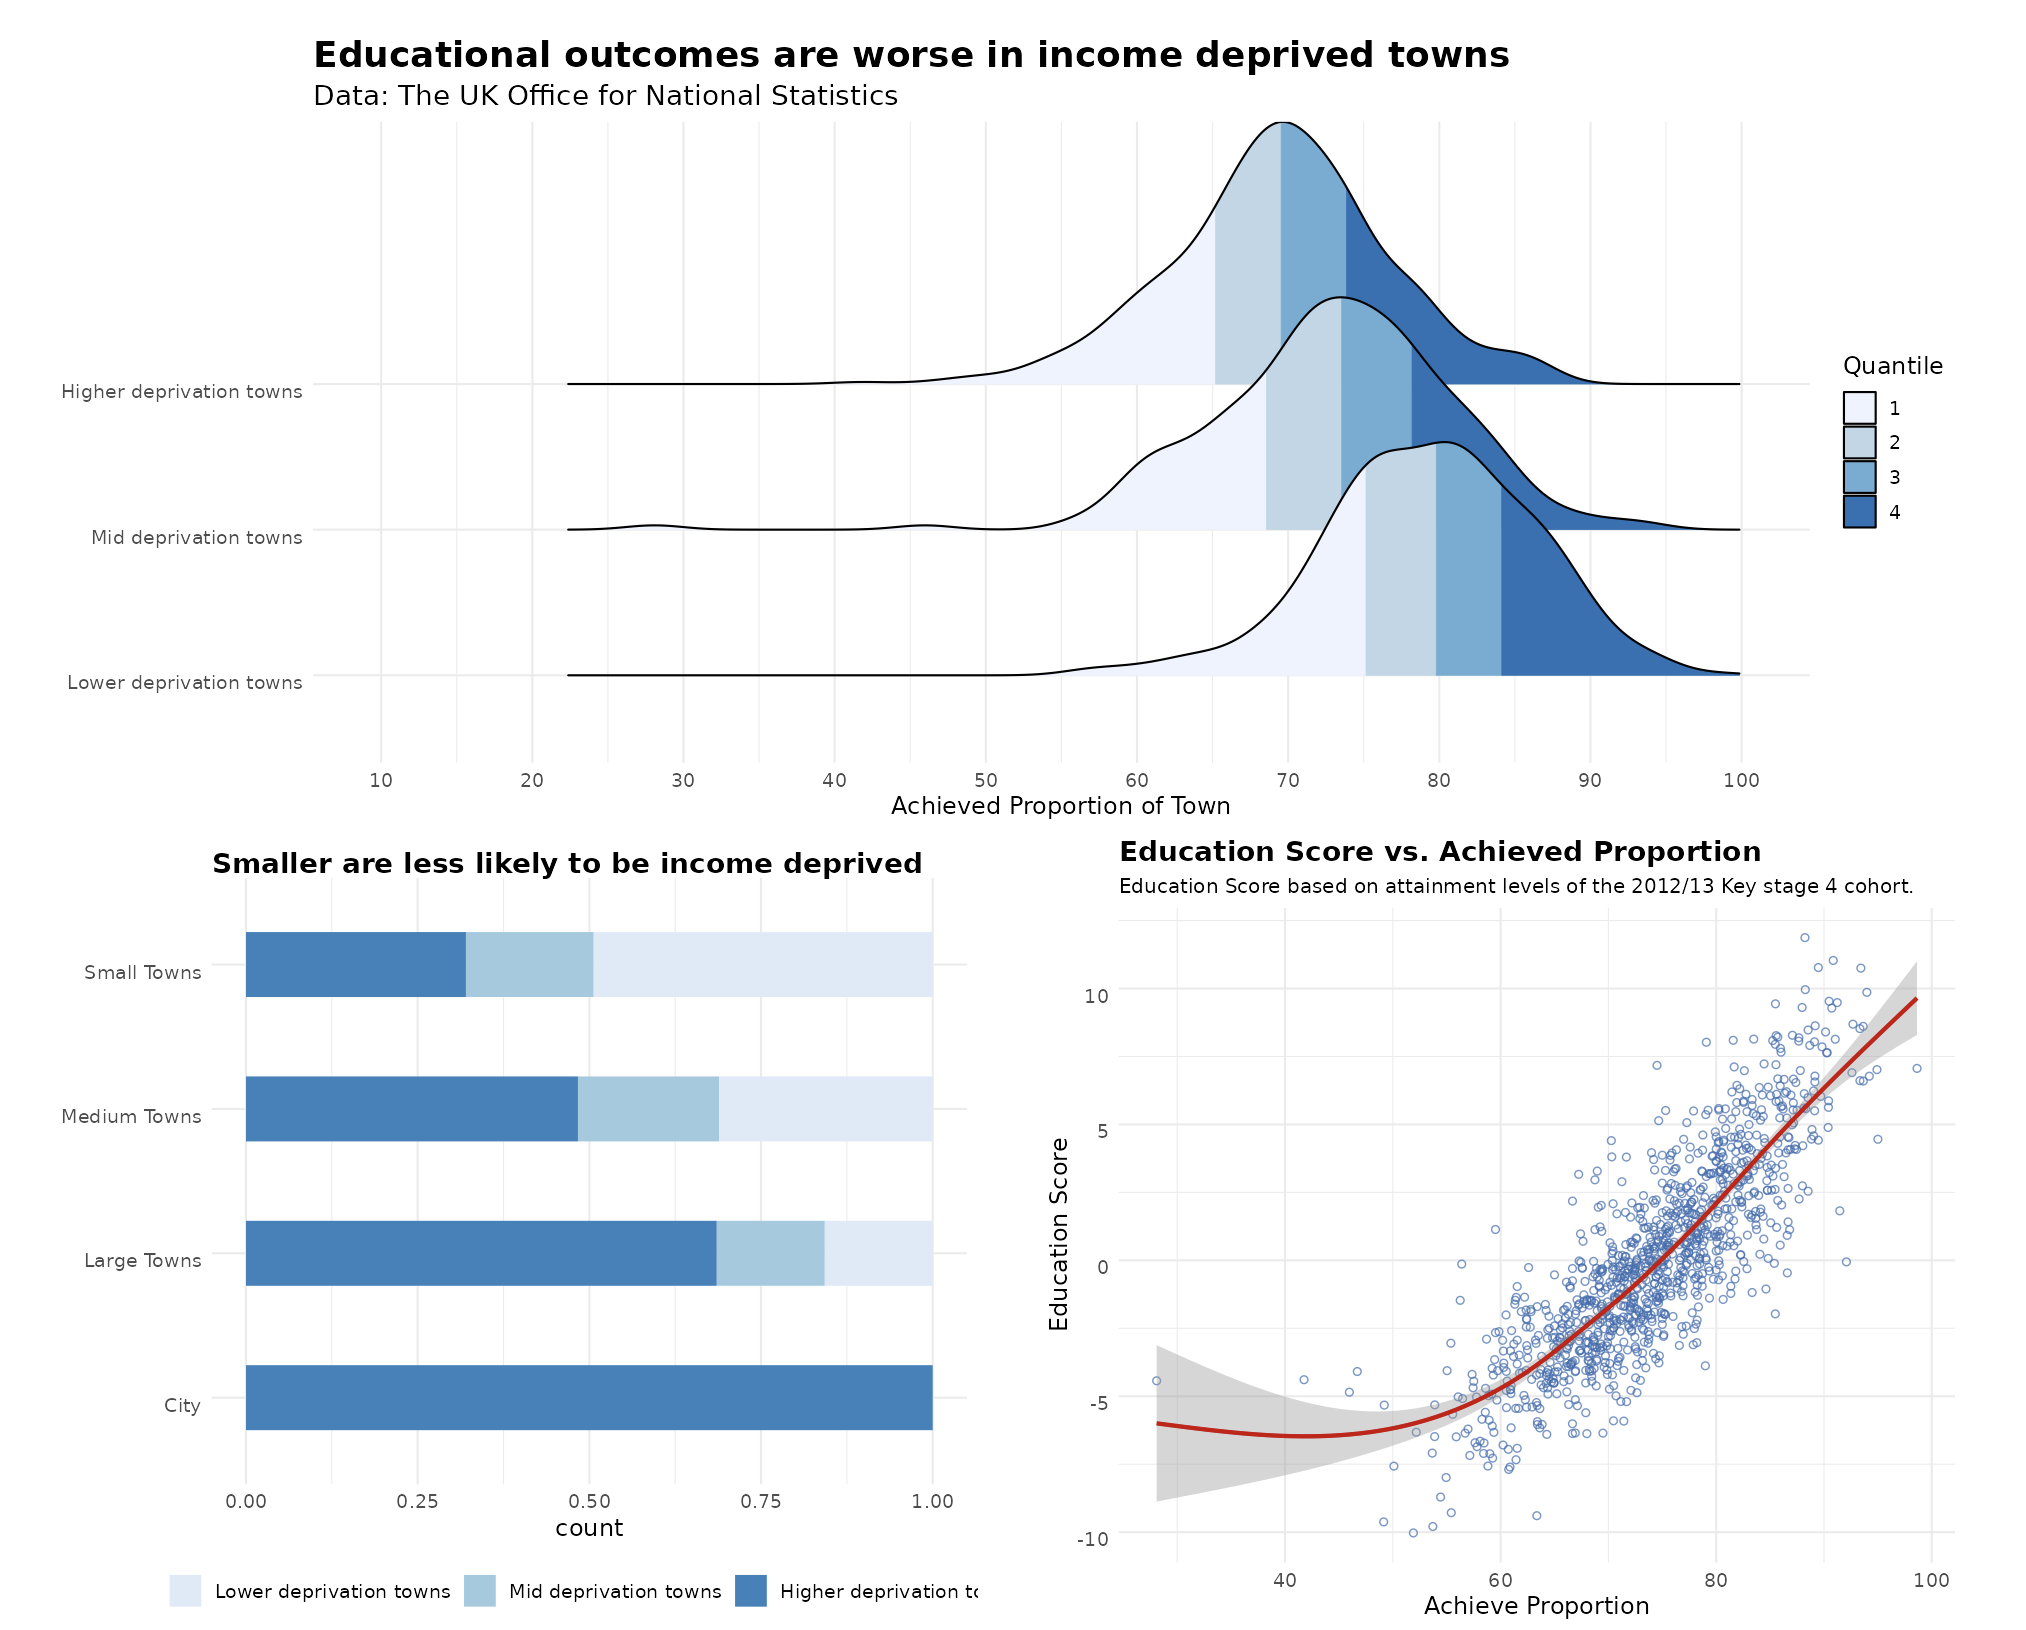 Educational outcomes are worse in income deprived towns
Data: The UK Office for National Statistics
Higher deprivation towns
Mid deprivation towns
Lower deprivation towns
10 20 30 40 50 60 70 80 90 100
Achieved Proportion of Town
Quantile
1
2
3
4
Smaller are less likely to be income deprived
Small Towns
Medium Towns
Large Towns
City
0.00 0.25 0.50 0.75 1.00
count
Lower deprivation towns Mid deprivation towns Higher deprivation
Education Score vs. Achieved Proportion
Education Score based on attainment levels of the 2012/13 Key stage 4 cohort.
Education Score
10
5
0
-5
-10
40 60 80 100
Achieve Proportion